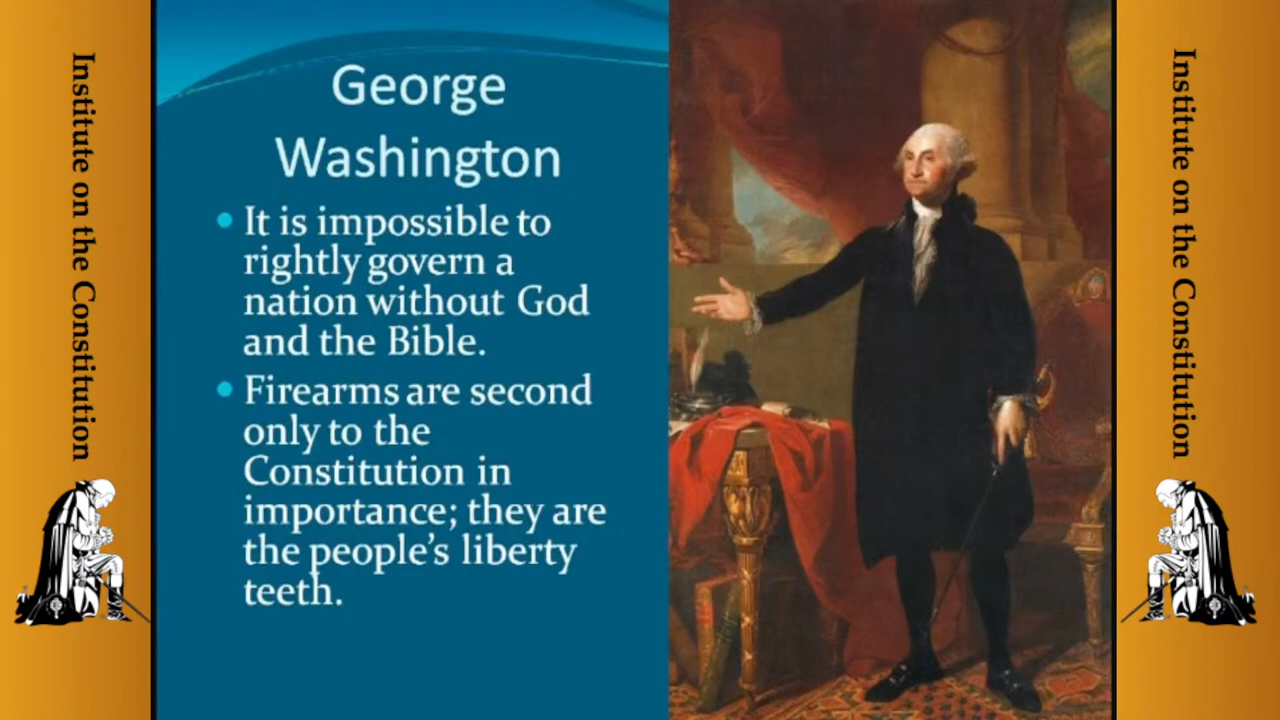 Institute on the Constitution
George
Washington
• It is impossible to
rightly govern a
nation without God
and the Bible.
• Firearms are second
only to the
Constitution in
importance; they are
the people's liberty
teeth.
Institute on the Constitution